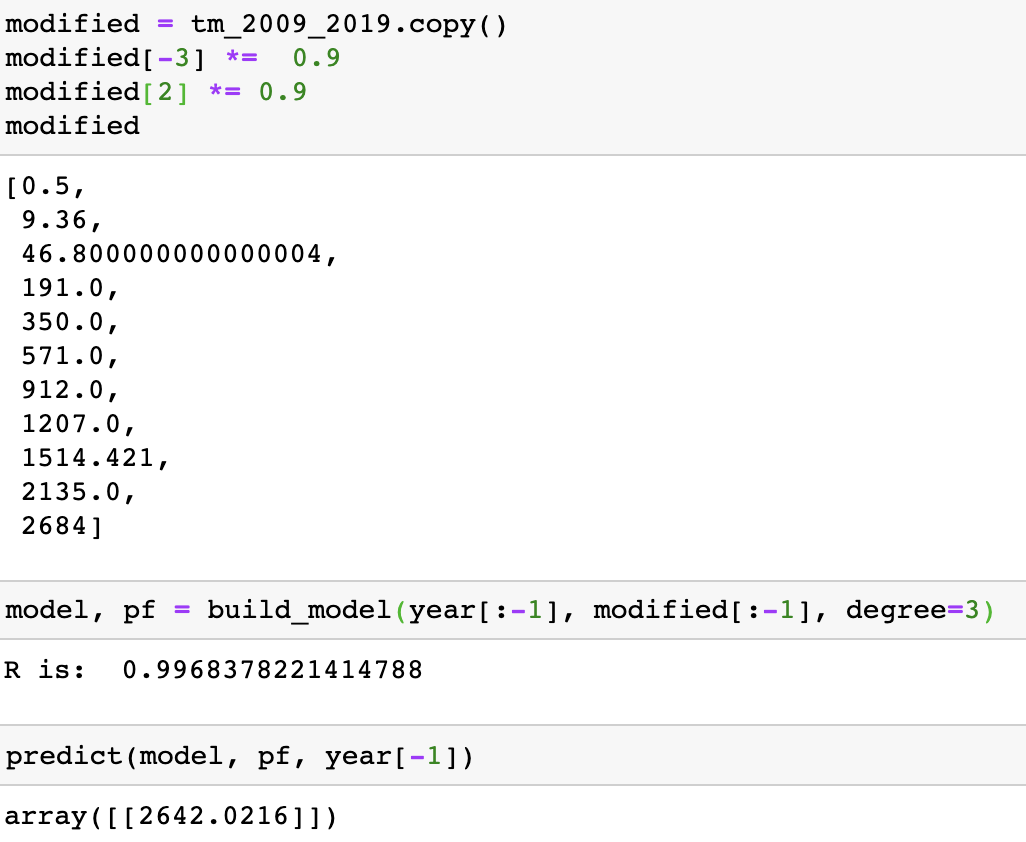 modified = tm_2009_2019.copy()
modified[-3] *=  0.9
modified[2] *= 0.9
modified
[0.5,
 9.36,
 46.800000000000004,
 191.0,
 350.0,
 571.0,
 912.0,
 1207.0,
 1514.421,
 2135.0,
 2684]
model, pf = build_model(year[:-1], modified[:-1], degree=3)
R is:  0.9968378221414788
predict(model, pf, year[-1])
array([[2642.0216]])